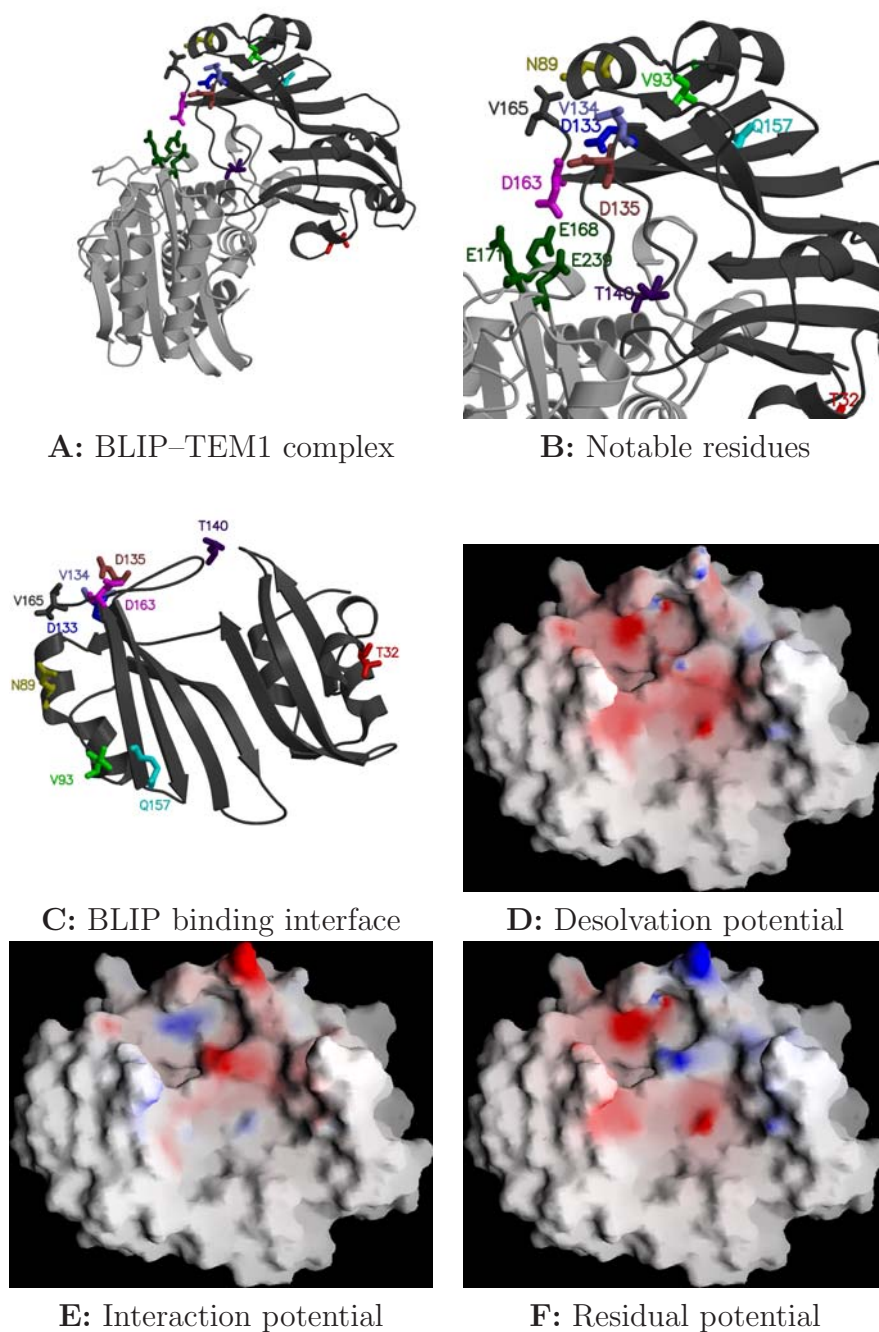 N89
V93
V165
V134
D133
Q157
D163
D135
E168
E171
E239
T140
T32
A: BLIP–TEM1 complex
B: Notable residues
T140
D135
V134
V165
D163
D133
T32
N89
V93
Q157
C: BLIP binding interface
D: Desolvation potential
E: Interaction potential
F: Residual potential